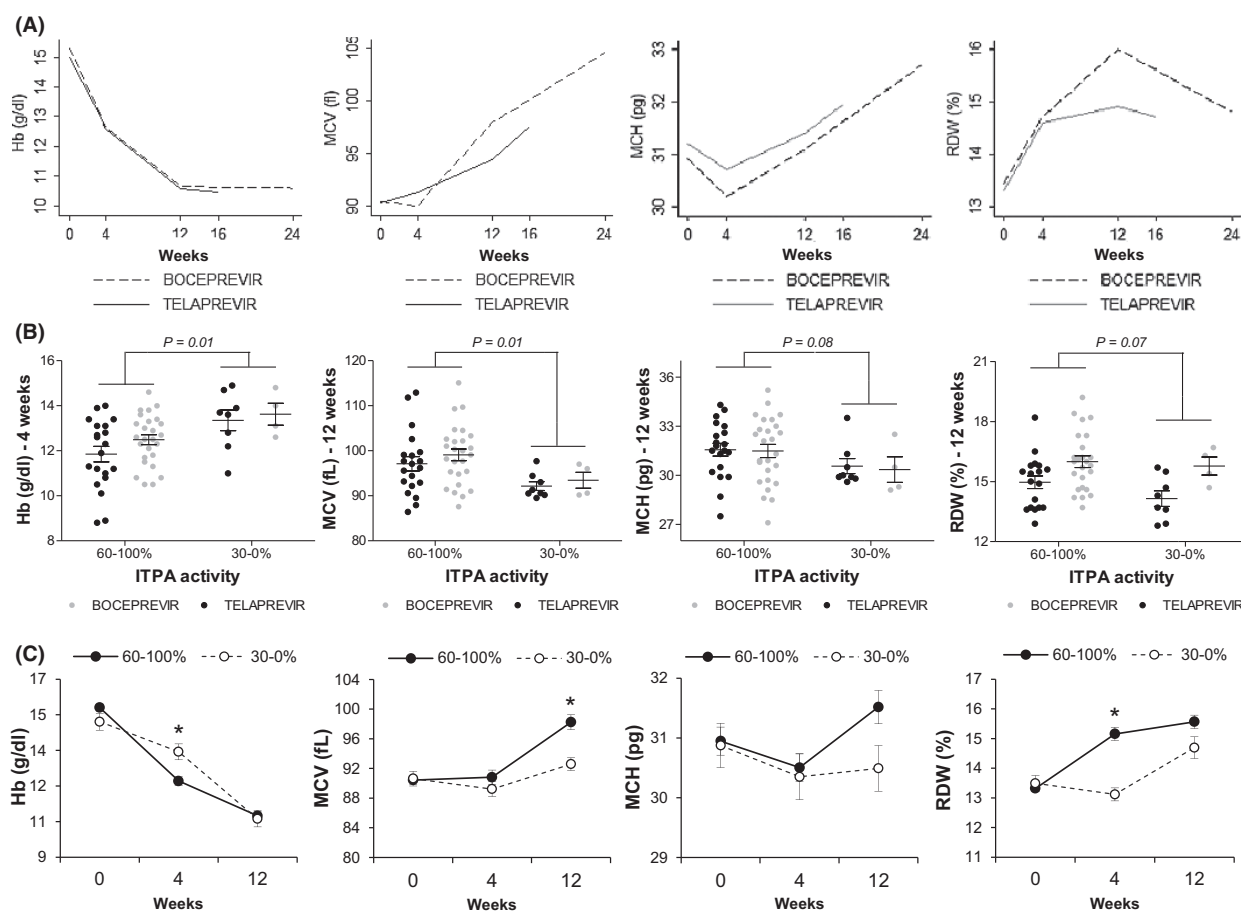 (A)
Hb (g/dl)
15
14
13
12
11
10
0 4 12 16 24
Weeks
BOCEPREVIR
TELAPREVIR
MCV (fl)
105
100
95
90
0 4 12 16 24
Weeks
BOCEPREVIR
TELAPREVIR
MCH (pg)
33
32
31
30
0 4 12 16 24
Weeks
BOCEPREVIR
TELAPREVIR
RDW (%)
16
15
14
13
0 4 12 16 24
Weeks
BOCEPREVIR
TELAPREVIR
(B)
P = 0.01
Hb (g/dl) - 4 weeks
16
14
12
10
8
60-100% 30-0%
ITPA activity
BOCEPREVIR TELAPREVIR
P = 0.01
MCV (fL) - 12 weeks
120
110
100
90
80
60-100% 30-0%
ITPA activity
BOCEPREVIR TELAPREVIR
P = 0.08
MCH (pg) - 12 weeks
36
33
30
27
60-100% 30-0%
ITPA activity
BOCEPREVIR TELAPREVIR
P = 0.07
RDW (%) - 12 weeks
21
18
15
12
60-100% 30-0%
ITPA activity
BOCEPREVIR TELAPREVIR
(C)
60-100% 30-0%
Hb (g/dl)
17
15
14
12
11
9
*
0 4 12
Weeks
60-100% 30-0%
MCV (fL)
104
100
96
92
88
84
80
*
0 4 12
Weeks
60-100% 30-0%
MCH (pg)
32
31
30
29
0 4 12
Weeks
60-100% 30-0%
RDW (%)
17
16
15
14
13
12
11
*
0 4 12
Weeks